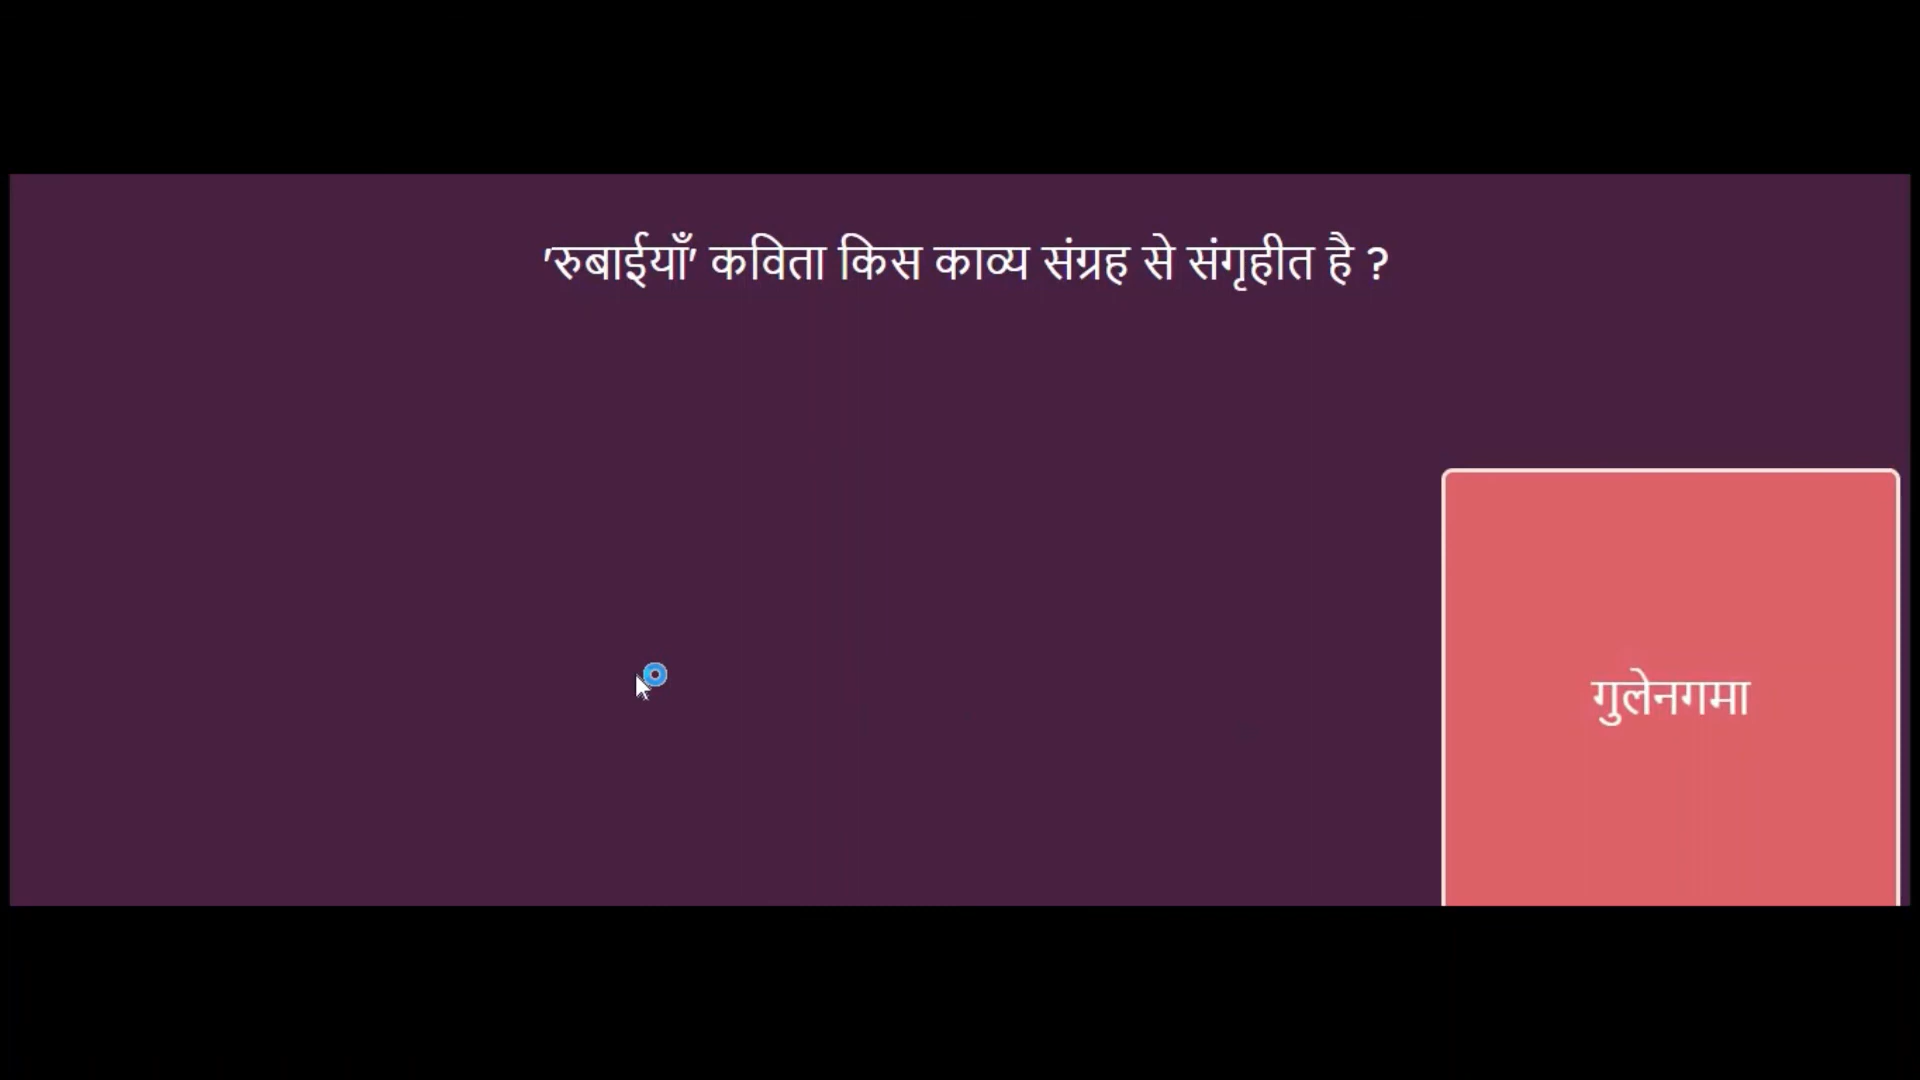 'रुबाईयाँ' कविता किस काव्य संग्रह से संगृहीत है ?
गुलेनगमा